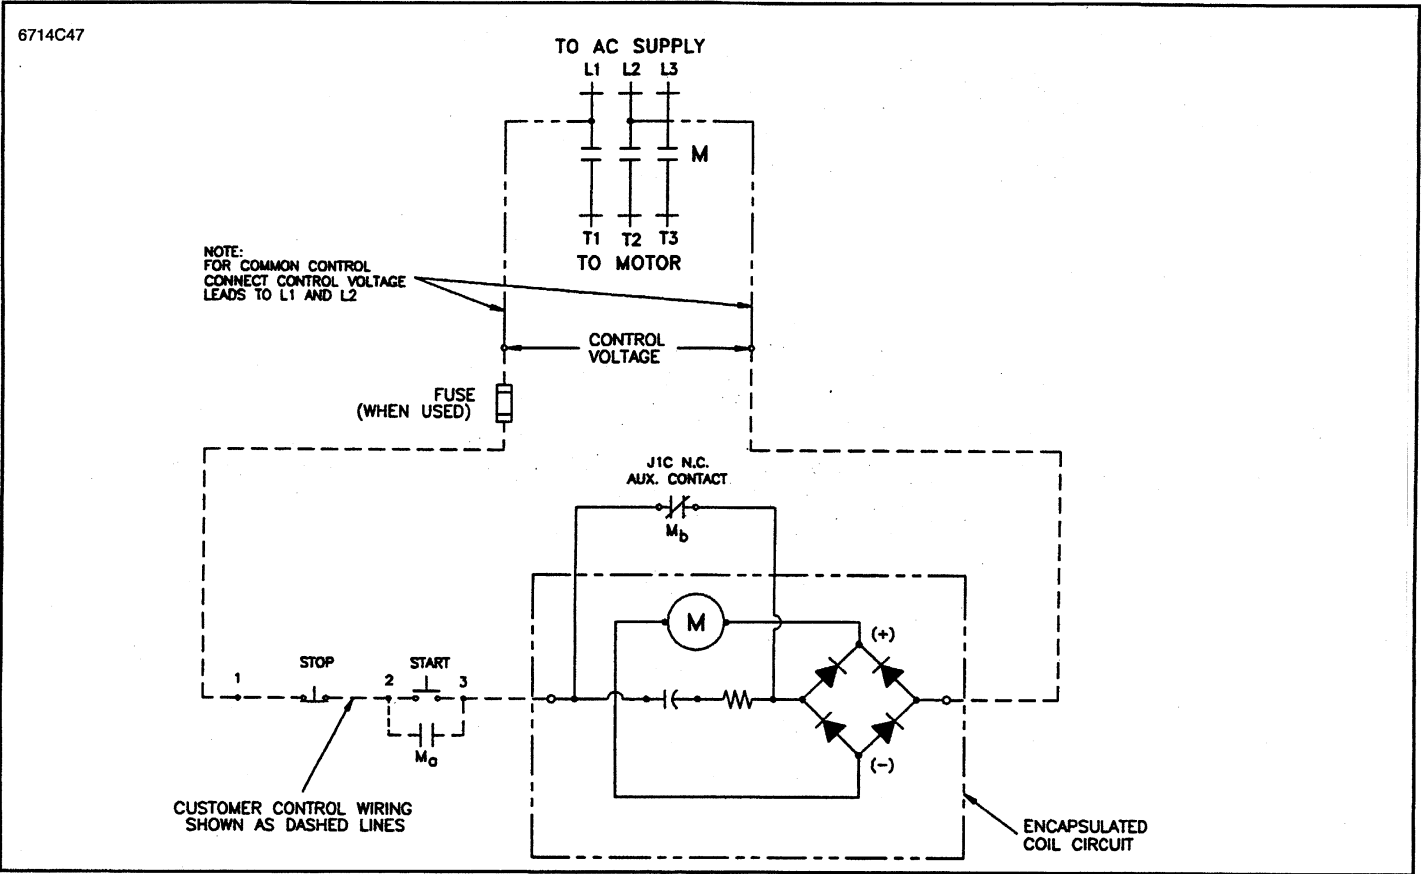 6714C47
TO AC SUPPLY
L1 L2 L3
M
T1 T2 T3
TO MOTOR
NOTE:
FOR COMMON CONTROL
CONNECT CONTROL VOLTAGE
LEADS TO L1 AND L2
CONTROL
VOLTAGE
FUSE
(WHEN USED)
J1C N.C.
AUX. CONTACT
Mb
M
(+)
STOP
START
1
2
3
Ma
(-)
CUSTOMER CONTROL WIRING
SHOWN AS DASHED LINES
ENCAPSULATED
COIL CIRCUIT